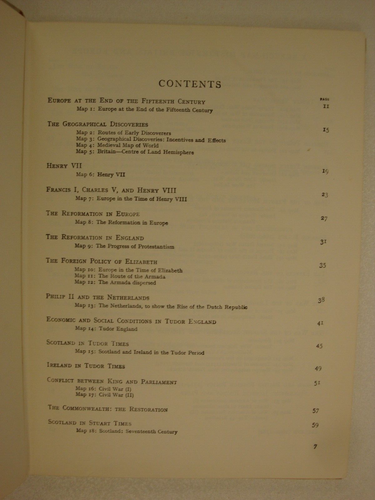 CONTENTS
PAGE
EUROPE AT THE END OF THE FIFTEENTH CENTURY 11
Map 1: Europe at the End of the Fifteenth Century
THE GEOGRAPHICAL DISCOVERIES 15
Map 2: Routes of Early Discoverers
Map 3: Geographical Discoveries: Incentives and Effects
Map 4: Medieval Map of World
Map 5: Britain—Centre of Land Hemisphere
HENRY VII 19
Map 6: Henry VII
FRANCIS I, CHARLES V, AND HENRY VIII 23
Map 7: Europe in the Time of Henry VIII
THE REFORMATION IN EUROPE 27
Map 8: The Reformation in Europe
THE REFORMATION IN ENGLAND 31
Map 9: The Progress of Protestantism
THE FOREIGN POLICY OF ELIZABETH 35
Map 10: Europe in the Time of Elizabeth
Map 11: The Route of the Armada
Map 12: The Armada dispersed
PHILIP II AND THE NETHERLANDS 38
Map 13: The Netherlands, to show the Rise of the Dutch Republic
ECONOMIC AND SOCIAL CONDITIONS IN TUDOR ENGLAND 41
Map 14: Tudor England
SCOTLAND IN TUDOR TIMES 45
Map 15: Scotland and Ireland in the Tudor Period
IRELAND IN TUDOR TIMES 49
CONFLICT BETWEEN KING AND PARLIAMENT 51
Map 16: Civil War (I)
Map 17: Civil War (II)
THE COMMONWEALTH: THE RESTORATION 57
SCOTLAND IN STUART TIMES 59
Map 18: Scotland: Seventeenth Century